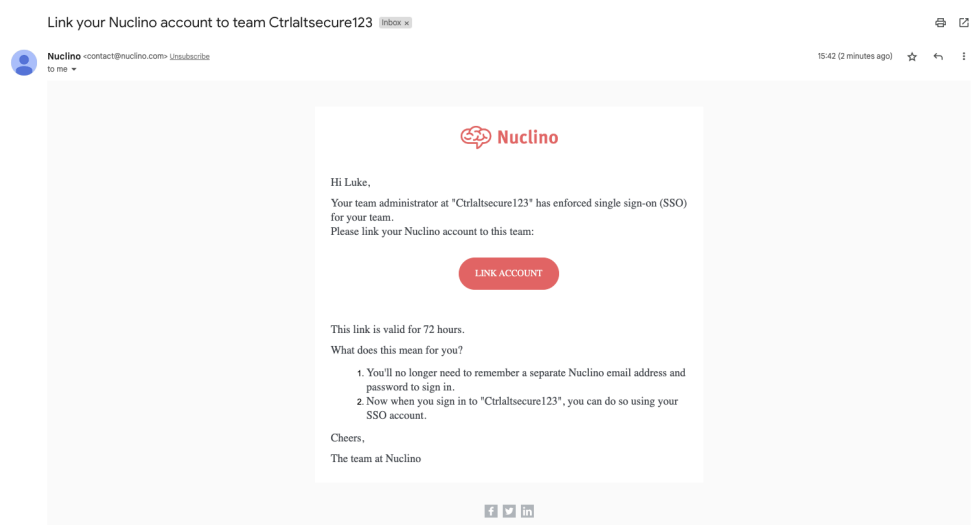 Link your Nuclino account to team Ctrlaltsecure123 Inbox ×
Nuclino <contact@nuclino.com> Unsubscribe
15:42 (2 minutes ago)
to me
Nuclino
Hi Luke,
Your team administrator at "Ctrlaltsecure123" has enforced single sign-on (SSO)
for your team.
Please link your Nuclino account to this team:
LINK ACCOUNT
This link is valid for 72 hours.
What does this mean for you?
1. You'll no longer need to remember a separate Nuclino email address and
password to sign in.
2. Now when you sign in to "Ctrlaltsecure123", you can do so using your
SSO account.
Cheers,
The team at Nuclino